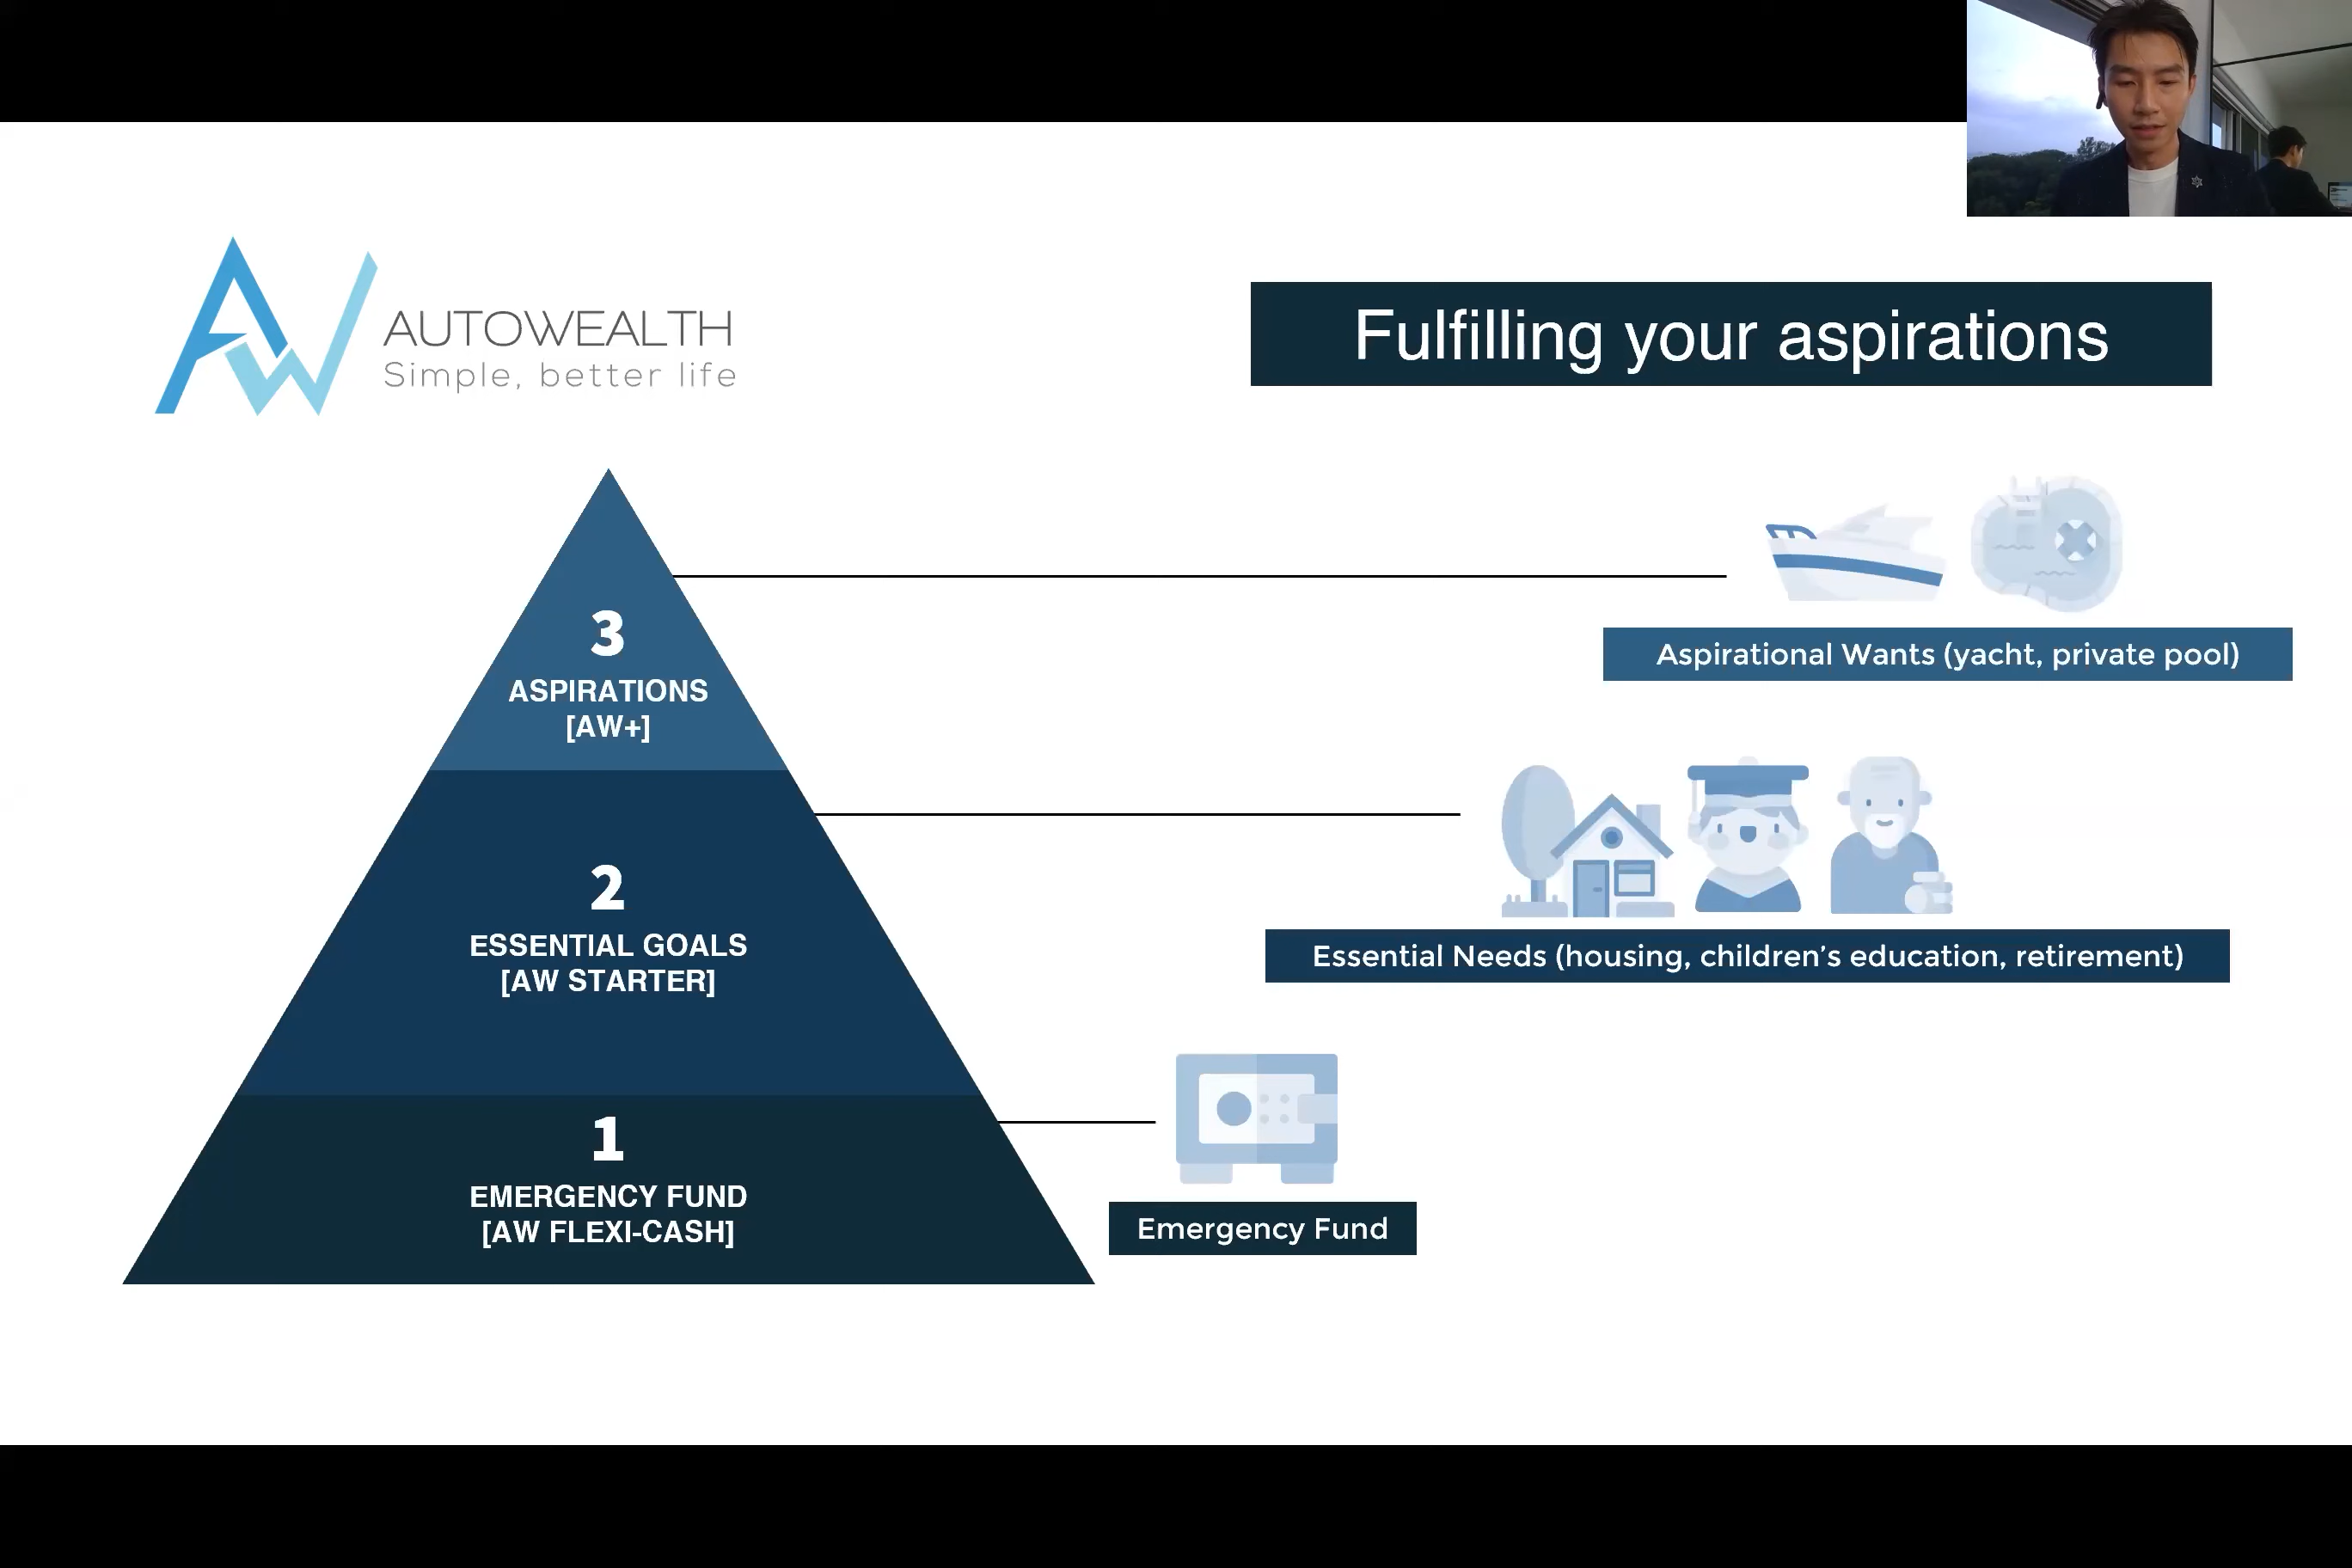 AUTOWEALTH
Simple, better life
Fulfilling your aspirations
3
ASPIRATIONS
[AW+]
Aspirational Wants (yacht, private pool)
2
ESSENTIAL GOALS
[AW STARTER]
Essential Needs (housing, children's education, retirement)
1
EMERGENCY FUND
[AW FLEXI-CASH]
Emergency Fund